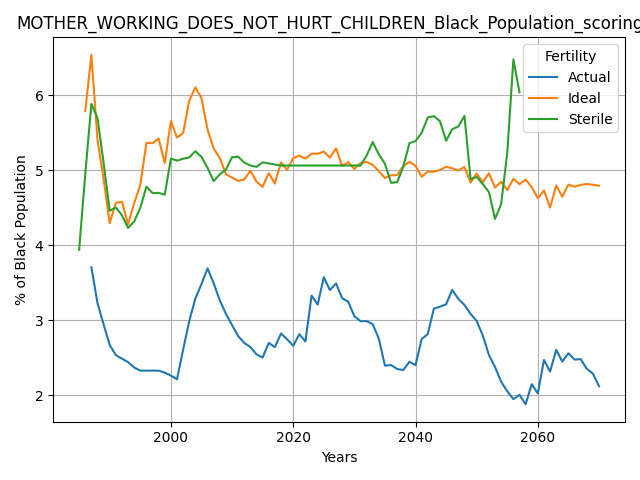 MOTHER_WORKING_DOES_NOT_HURT_CHILDREN_Black_Population_scoring
Fertility
Actual
Ideal
Sterile
% of Black Population
6
5
4
3
2
2000 2020 2040 2060
Years